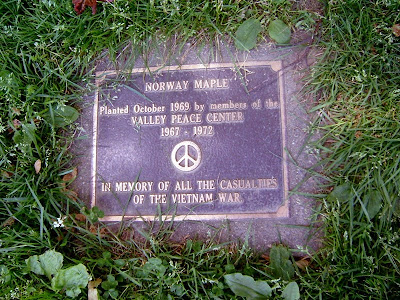 NORWAY MAPLE
Planted October 1969 by members of the
VALLEY PEACE CENTER
1967 - 1972
IN MEMORY OF ALL THE CASUALTIES
OF THE VIETNAM WAR